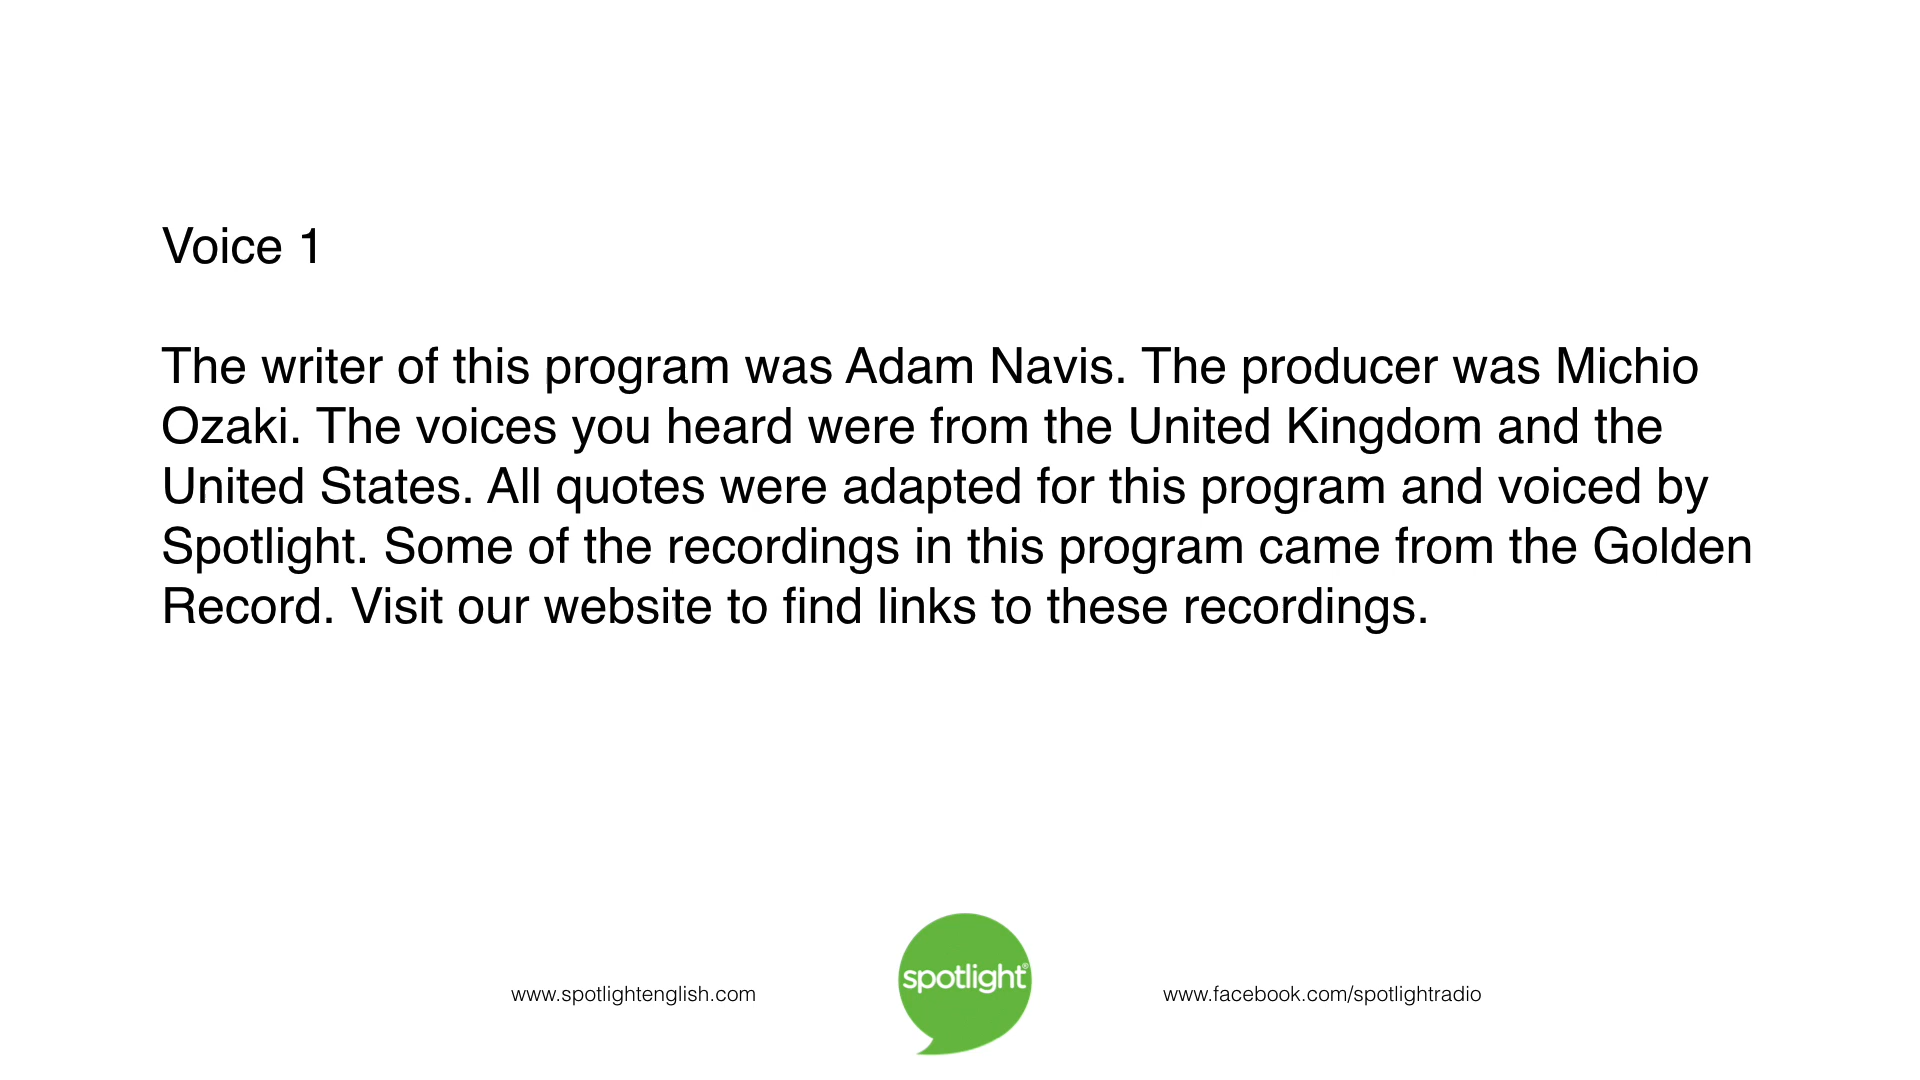 Voice 1
The writer of this program was Adam Navis. The producer was Michio
Ozaki. The voices you heard were from the United Kingdom and the
United States. All quotes were adapted for this program and voiced by
Spotlight. Some of the recordings in this program came from the Golden
Record. Visit our website to find links to these recordings.
www.spotlightenglish.com
spotlight®
www.facebook.com/spotlightradio